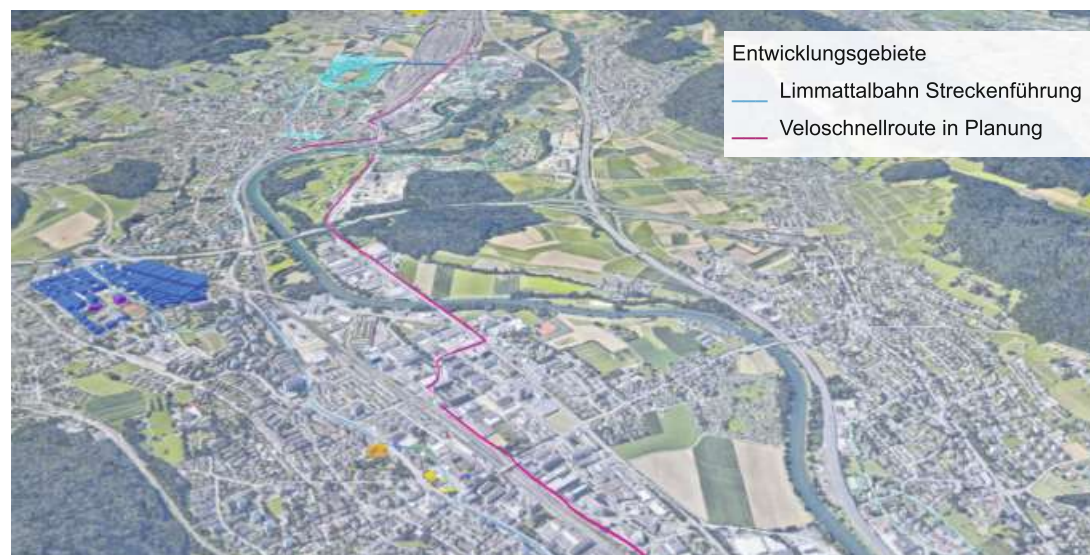 Entwicklungsgebiete
Limmattalbahn Streckenführung
Veloschnellroute in Planung